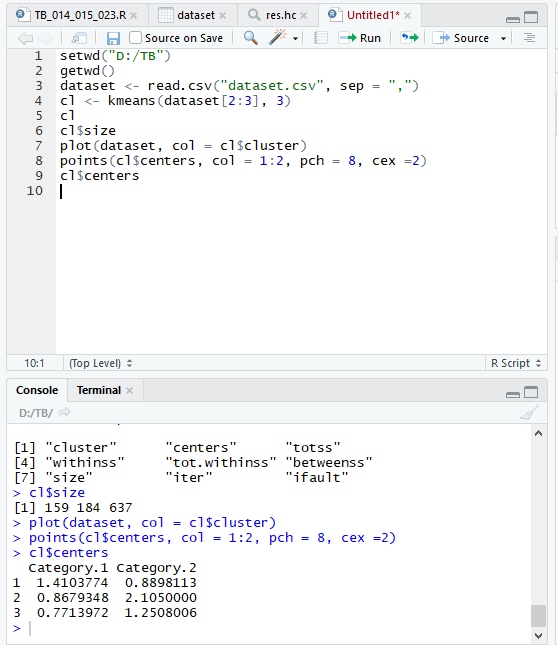 TB_014_015_023.R × dataset × res.hc × Untitled1* ×
Source on Save Run Source
1 setwd("D:/TB")
2 getwd()
3 dataset <- read.csv("dataset.csv", sep = ",")
4 cl <- kmeans(dataset[2:3], 3)
5 cl
6 cl$size
7 plot(dataset, col = cl$cluster)
8 points(cl$centers, col = 1:2, pch = 8, cex =2)
9 cl$centers
10
10:1 (Top Level) R Script
Console Terminal ×
D:/TB/
[1] "cluster" "centers" "totss"
[4] "withinss" "tot.withinss" "betweenss"
[7] "size" "iter" "ifault"
> cl$size
[1] 159 184 637
> plot(dataset, col = cl$cluster)
> points(cl$centers, col = 1:2, pch = 8, cex =2)
> cl$centers
Category.1 Category.2
1 1.4103774 0.8898113
2 0.8679348 2.1050000
3 0.7713972 1.2508006
>